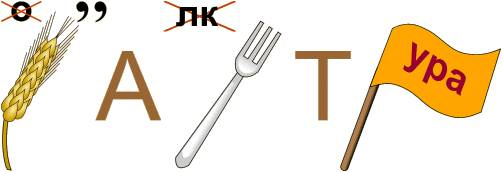 о ,, лк
А Т ура